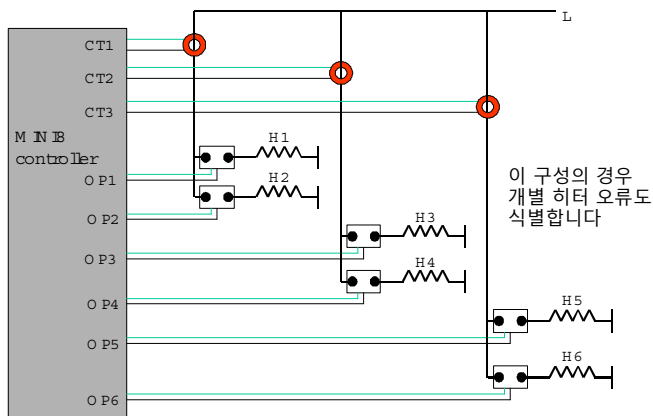 L
CT1
CT2
CT3
MINI8
controller
OP1
OP2
OP3
OP4
OP5
OP6
H1
H2
H3
H4
H5
H6
이 구성의 경우
개별 히터 오류도
식별합니다